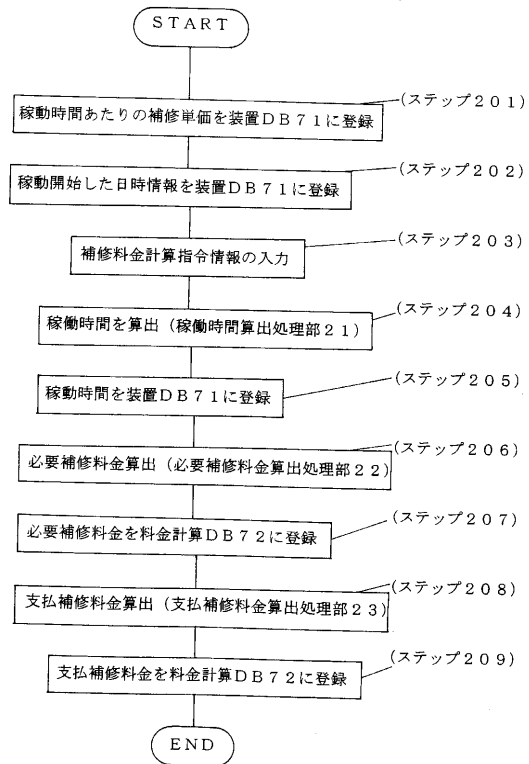 START
(ステップ201)
稼動時間あたりの補修単価を装置DB71に登録
(ステップ202)
稼動開始した日時情報を装置DB71に登録
(ステップ203)
補修料金計算指令情報の入力
(ステップ204)
稼働時間を算出(稼働時間算出処理部21)
(ステップ205)
稼動時間を装置DB71に登録
(ステップ206)
必要補修料金算出(必要補修料金算出処理部22)
(ステップ207)
必要補修料金を料金計算DB72に登録
(ステップ208)
支払補修料金算出(支払補修料金算出処理部23)
(ステップ209)
支払補修料金を料金計算DB72に登録
END